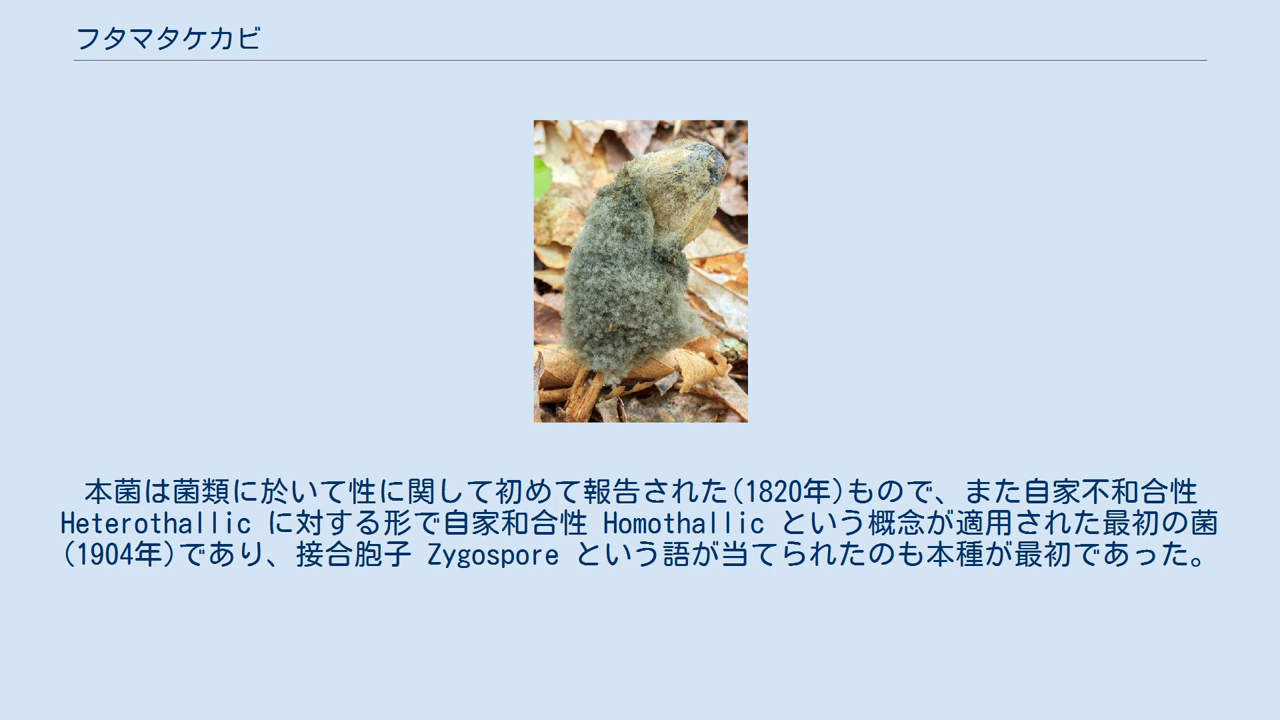 フタマタケカビ
本菌は菌類に於いて性に関して初めて報告された(1820年)もので、また自家不和合性
Heterothallic に対する形で自家和合性 Homothallic という概念が適用された最初の菌
(1904年)であり、接合胞子 Zygospore という語が当てられたのも本種が最初であった。